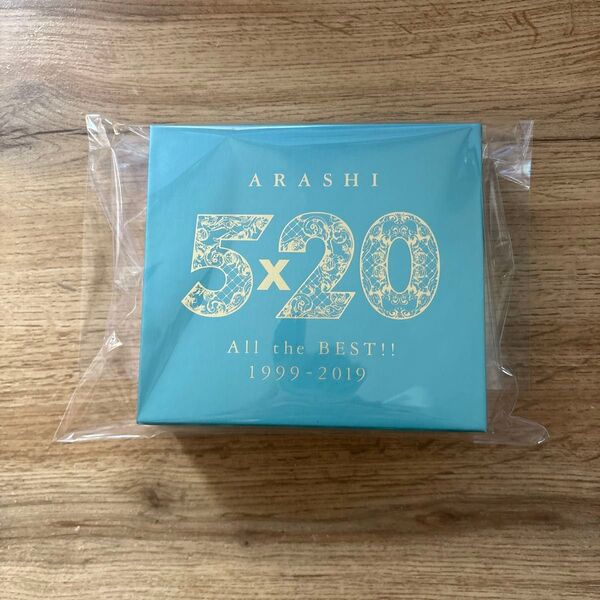 ARASHI
5x20
All the BEST!!
1999-2019